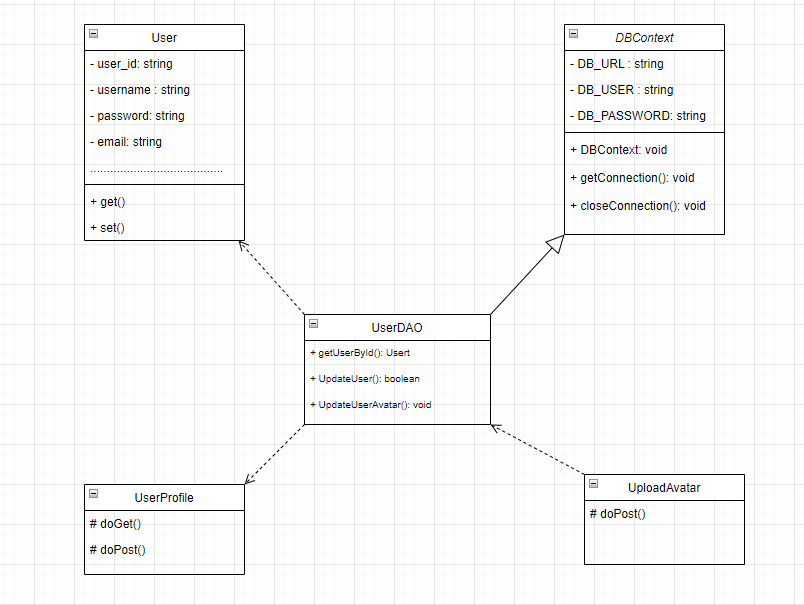 User
- user_id: string
- username : string
- password: string
- email: string
........................................
+ get()
+ set()
DBContext
- DB_URL : string
- DB_USER : string
- DB_PASSWORD: string
+ DBContext: void
+ getConnection(): void
+ closeConnection(): void
UserDAO
+ getUserById(): Usert
+ UpdateUser(): boolean
+ UpdateUserAvatar(): void
UserProfile
# doGet()
# doPost()
UploadAvatar
# doPost()